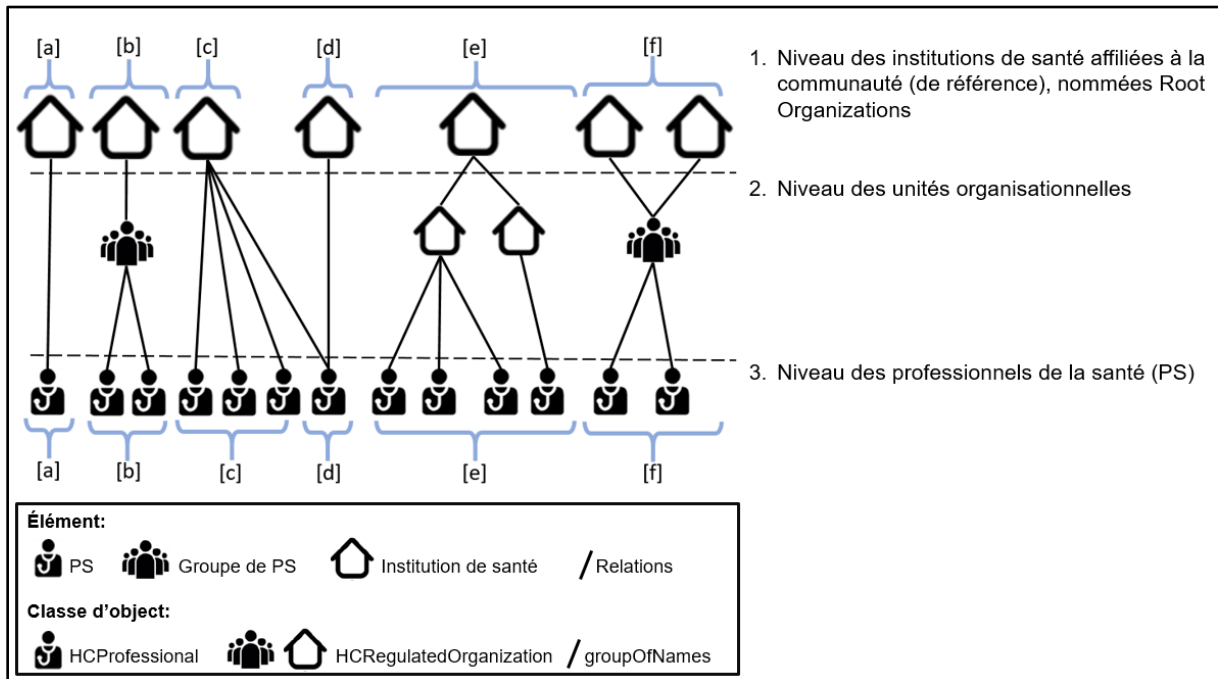 [a] [b] [c] [d] [e] [f]
1. Niveau des institutions de santé affiliées à la
communauté (de référence), nommées Root
Organizations
2. Niveau des unités organisationnelles
3. Niveau des professionnels de la santé (PS)
[a] [b] [c] [d] [e] [f]
Élément:
PS Groupe de PS Institution de santé Relations
Classe d'object:
HCProfessional HCRegulatedOrganization groupOfNames